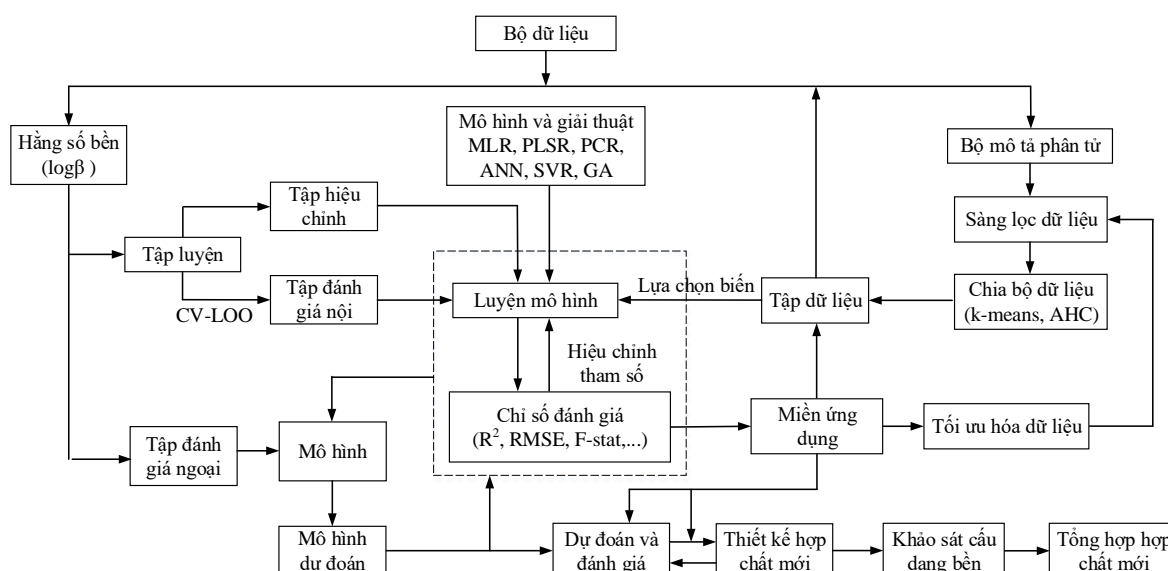 Bộ dữ liệu
Hằng số bền
(logβ )
Mô hình và giải thuật
MLR, PLSR, PCR,
ANN, SVR, GA
Bộ mô tả phân tử
Tập hiệu
chỉnh
Sàng lọc dữ liệu
Tập luyện
Tập đánh
giá nội
CV-LOO
Luyện mô hình
Lựa chọn biến
Tập dữ liệu
Chia bộ dữ liệu
(k-means, AHC)
Hiệu chỉnh
tham số
Chỉ số đánh giá
(R², RMSE, F-stat,...)
Miền ứng
dụng
Tối ưu hóa dữ liệu
Tập đánh
giá ngoại
Mô hình
Mô hình
dự đoán
Dự đoán và
đánh giá
Thiết kế hợp
chất mới
Khảo sát cấu
dạng bền
Tổng hợp hợp
chất mới